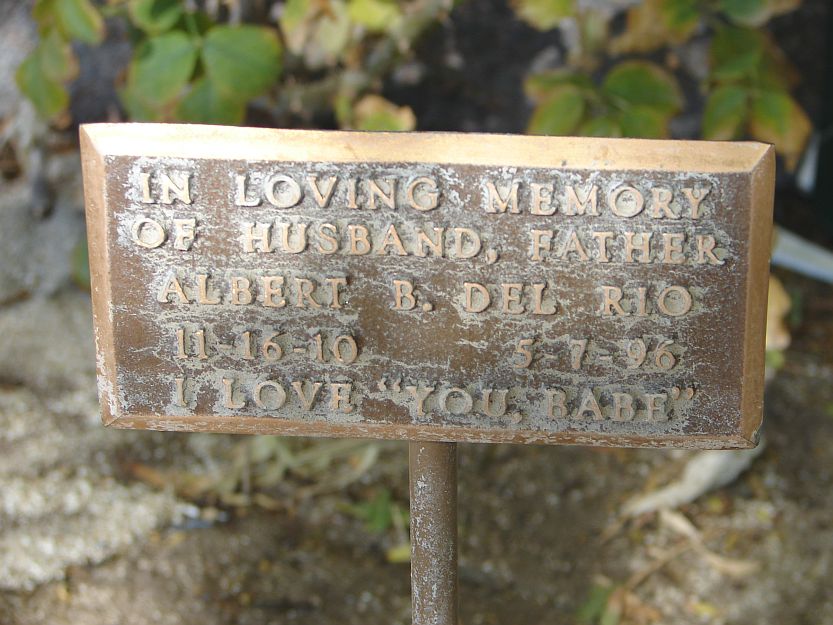 IN LOVING MEMORY
OF HUSBAND, FATHER
ALBERT B. DEL RIO
11-16-10 5-7-96
I LOVE "YOU, BABE"